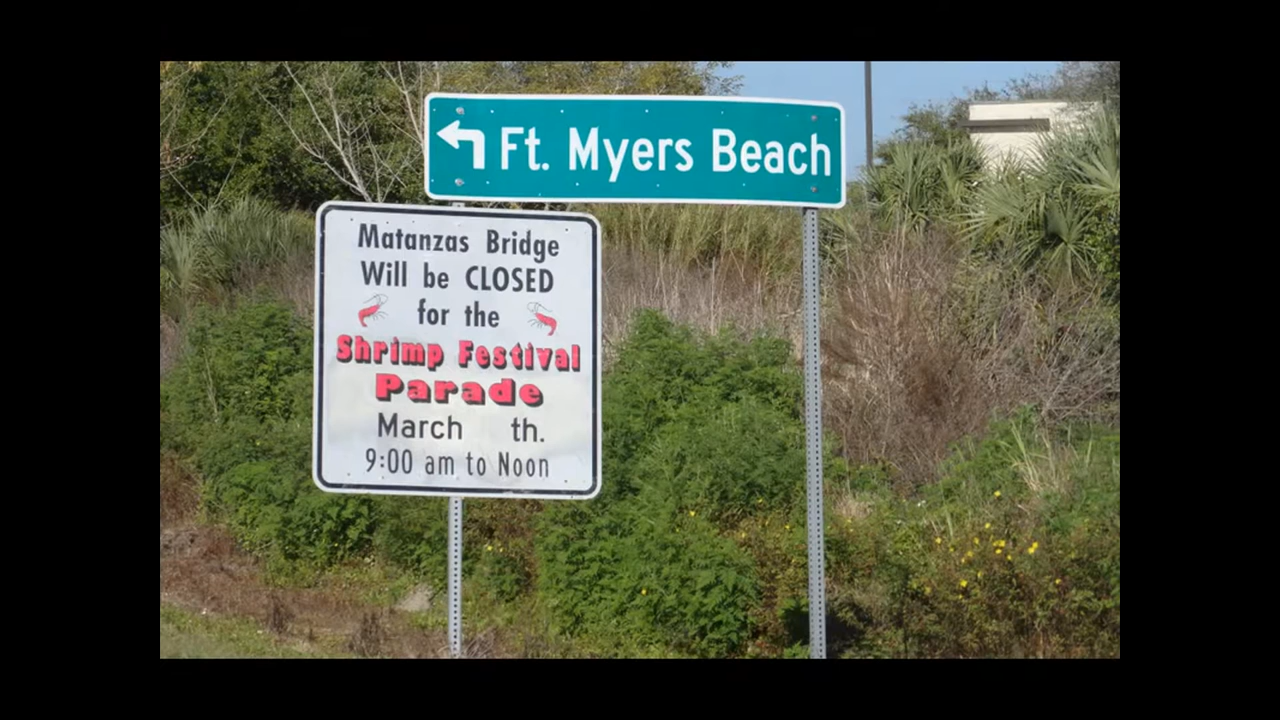 Ft. Myers Beach
Matanzas Bridge
Will be CLOSED
for the
Shrimp Festival
Parade
March th.
9:00 am to Noon